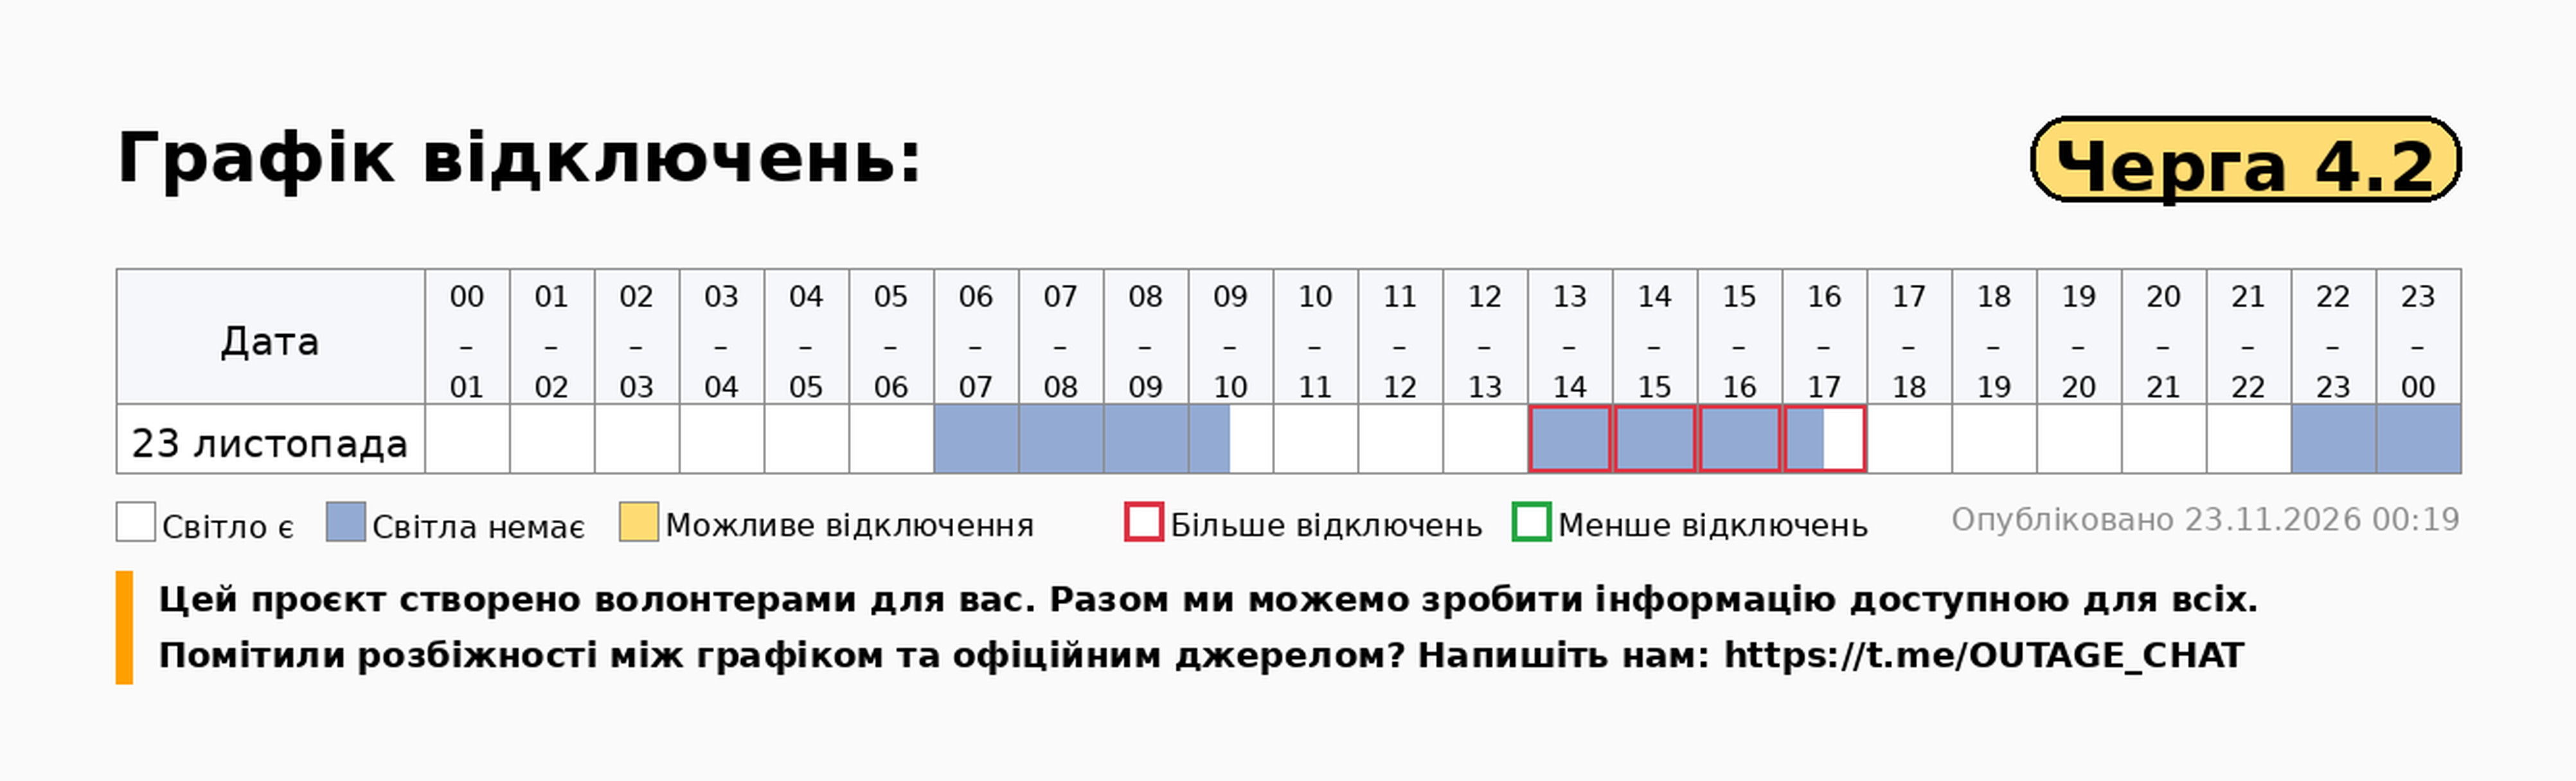 Графік відключень:
Черга 4.2
Дата
00 – 01
01 – 02
02 – 03
03 – 04
04 – 05
05 – 06
06 – 07
07 – 08
08 – 09
09 – 10
10 – 11
11 – 12
12 – 13
13 – 14
14 – 15
15 – 16
16 – 17
17 – 18
18 – 19
19 – 20
20 – 21
21 – 22
22 – 23
23 – 00
23 листопада
Світло є
Світла немає
Можливе відключення
Більше відключень
Менше відключень
Опубліковано 23.11.2026 00:19
Цей проєкт створено волонтерами для вас. Разом ми можемо зробити інформацію доступною для всіх.
Помітили розбіжності між графіком та офіційним джерелом? Напишіть нам: https://t.me/OUTAGE_CHAT